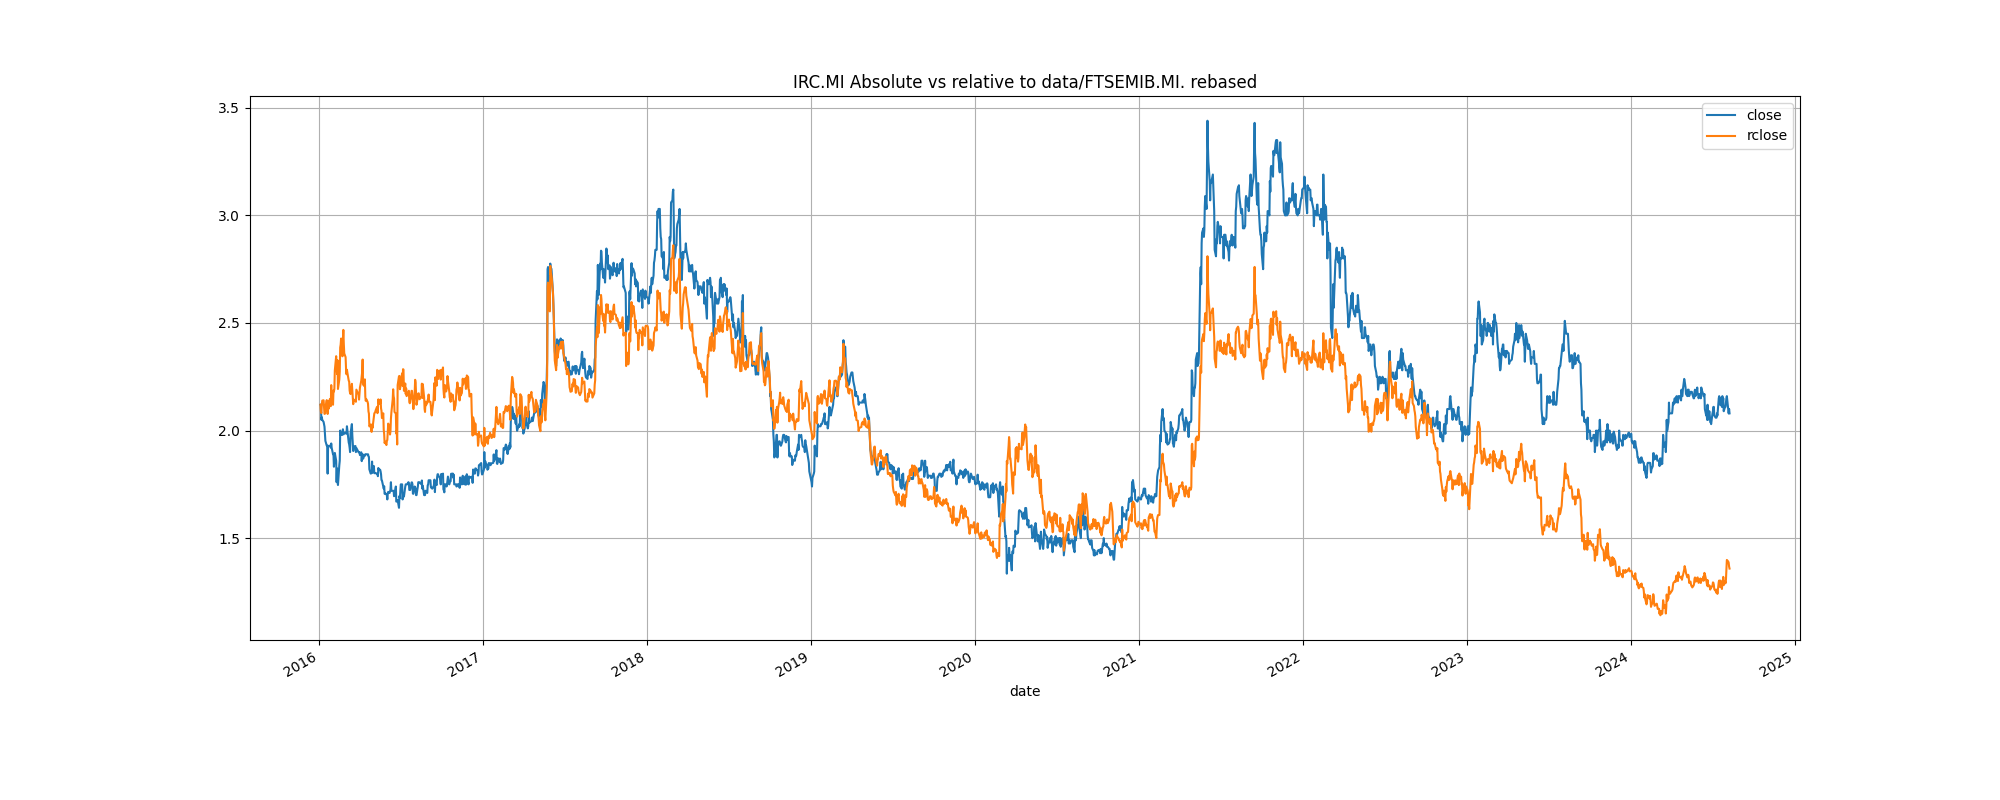 IRC.MI Absolute vs relative to data/FTSEMIB.MI. rebased
close
rclose
3.5
3.0
2.5
2.0
1.5
2016 2017 2018 2019 2020 2021 2022 2023 2024 2025
date